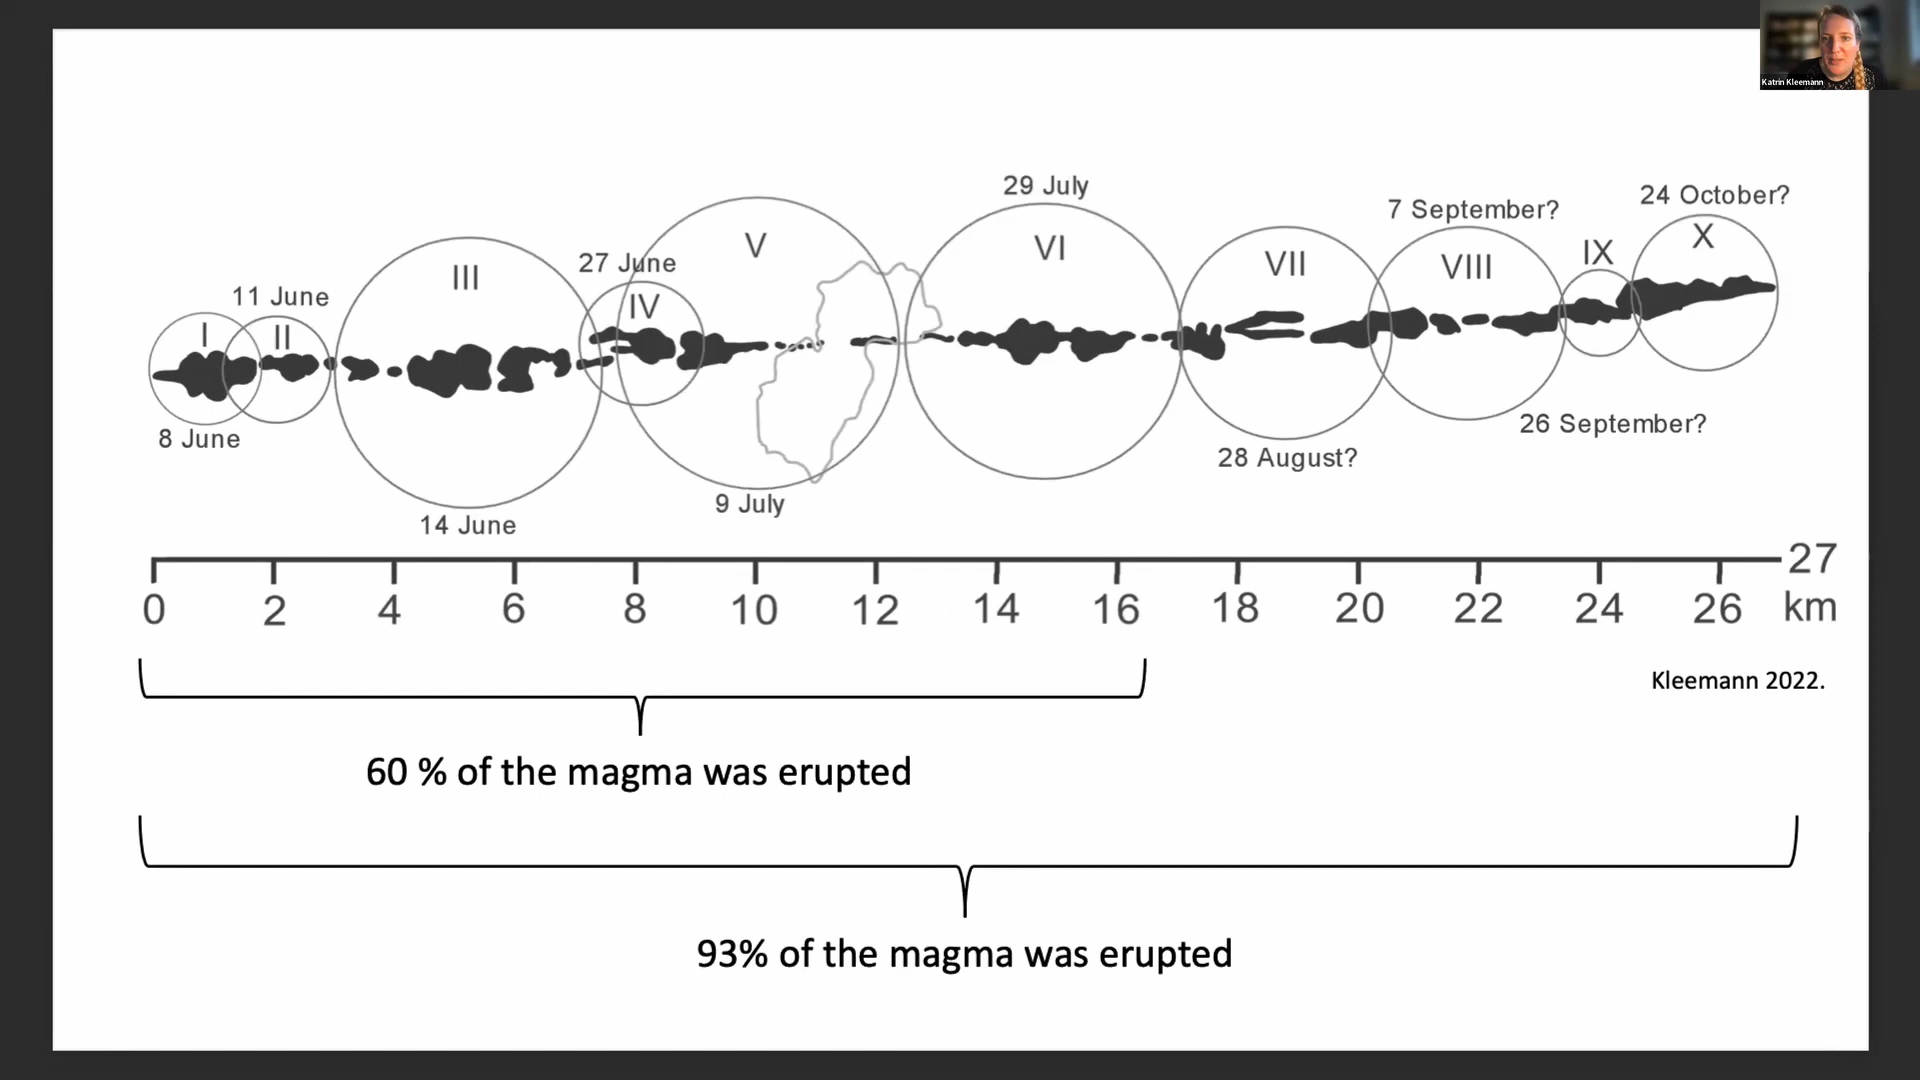 Katrin Kleemann
29 July
24 October?
7 September?
X
V
VI
IX
27 June
VII
VIII
III
11 June
IV
I
II
26 September?
8 June
28 August?
9 July
14 June
27
0 2 4 6 8 10 12 14 16 18 20 22 24 26 km
Kleemann 2022.
60 % of the magma was erupted
93% of the magma was erupted